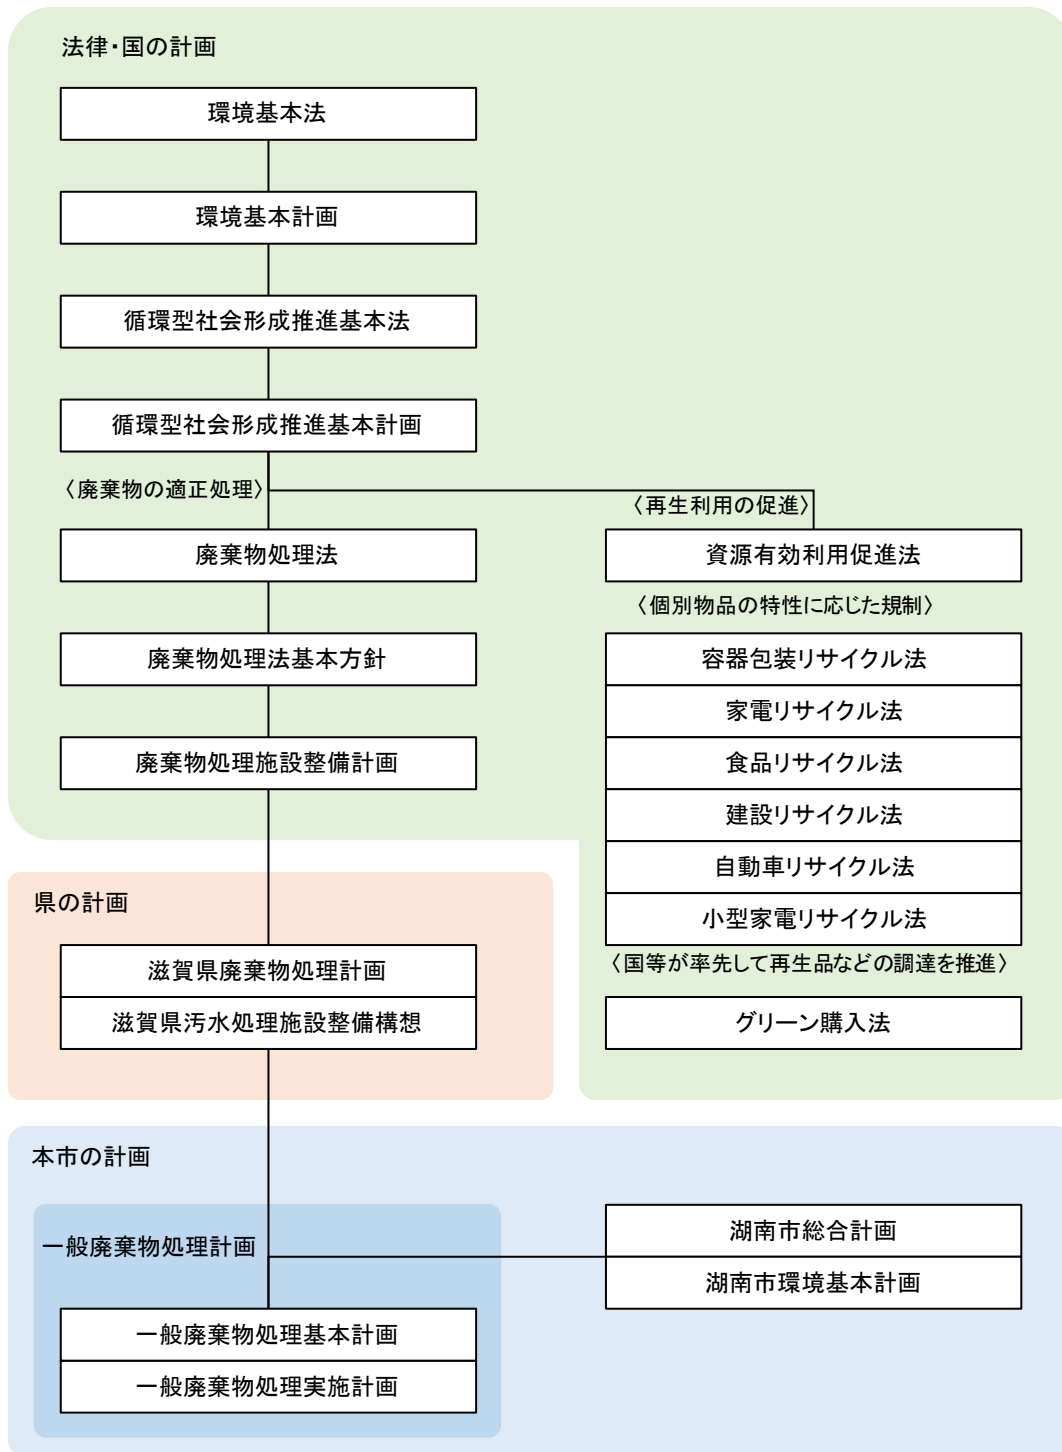 法律・国の計画
環境基本法
環境基本計画
循環型社会形成推進基本法
循環型社会形成推進基本計画
〈廃棄物の適正処理〉
廃棄物処理法
廃棄物処理法基本方針
廃棄物処理施設整備計画
〈再生利用の促進〉
資源有効利用促進法
〈個別物品の特性に応じた規制〉
容器包装リサイクル法
家電リサイクル法
食品リサイクル法
建設リサイクル法
自動車リサイクル法
小型家電リサイクル法
〈国等が率先して再生品などの調達を推進〉
グリーン購入法
県の計画
滋賀県廃棄物処理計画
滋賀県汚水処理施設整備構想
本市の計画
一般廃棄物処理計画
一般廃棄物処理基本計画
一般廃棄物処理実施計画
湖南市総合計画
湖南市環境基本計画